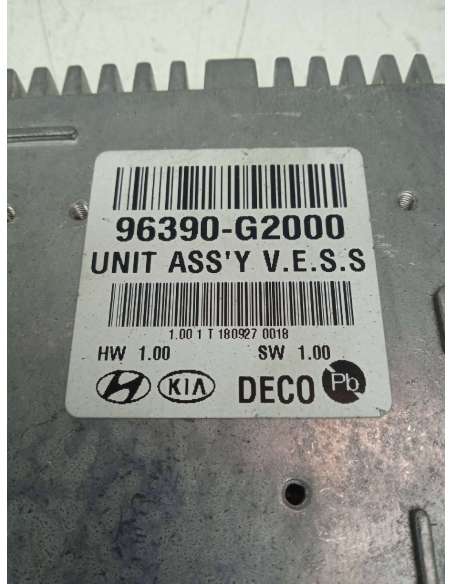 96390-G2000
UNIT ASS'Y V.E.S.S
1.00 1 T 180927 0018
HW 1.00 SW 1.00
KIA DECO Pb